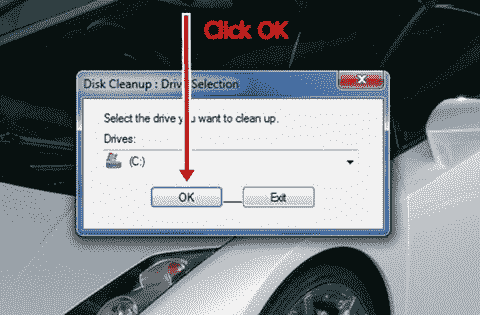 Click OK
Disk Cleanup : Drive Selection
Select the drive you want to clean up.
Drives:
(C:)
OK
Exit